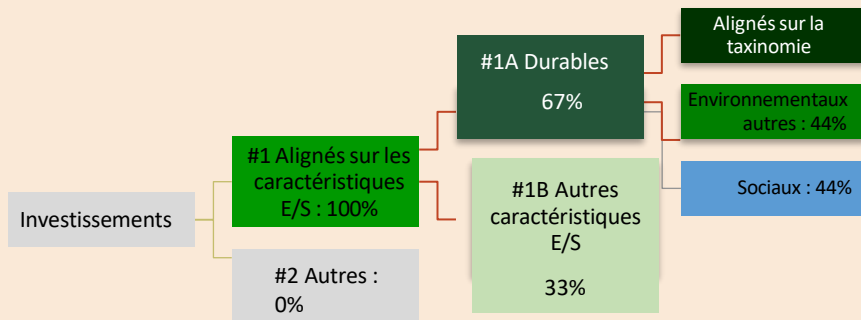 Investissements
#1 Alignés sur les
caractéristiques
E/S : 100%
#2 Autres :
0%
#1A Durables
67%
#1B Autres
caractéristiques
E/S
33%
Alignés sur la
taxinomie
Environnementaux
autres : 44%
Sociaux : 44%